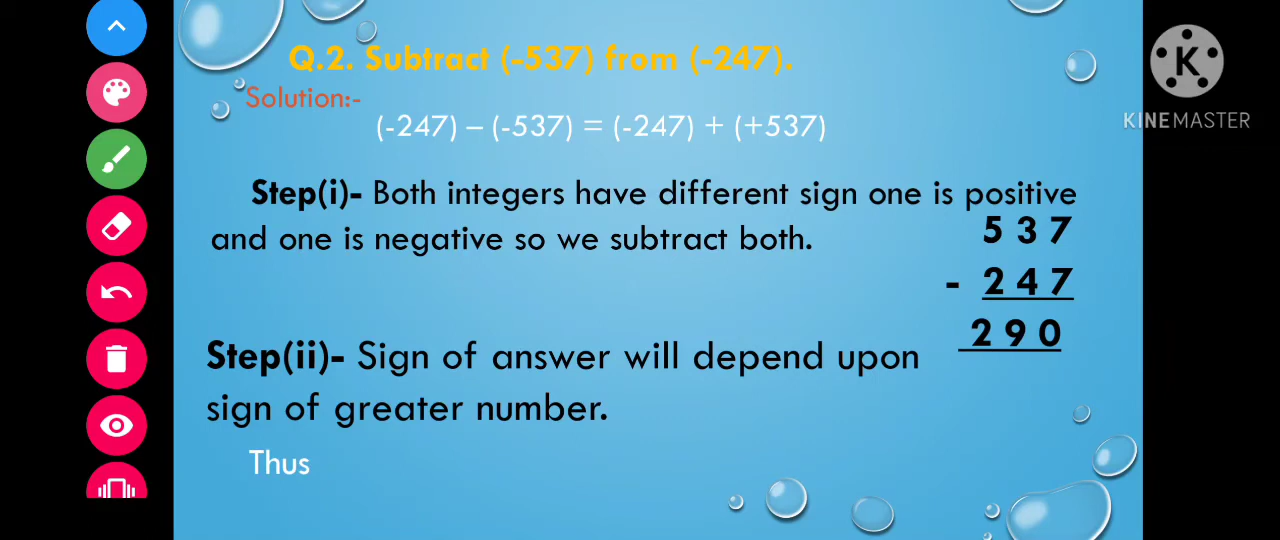 Q.2. Subtract (-537) from (-247).
Solution:-
(-247) – (-537) = (-247) + (+537)
Step(i)- Both integers have different sign one is positive
and one is negative so we subtract both.
5 3 7
- 2 4 7
2 9 0
Step(ii)- Sign of answer will depend upon
sign of greater number.
Thus
K
KINEMASTER